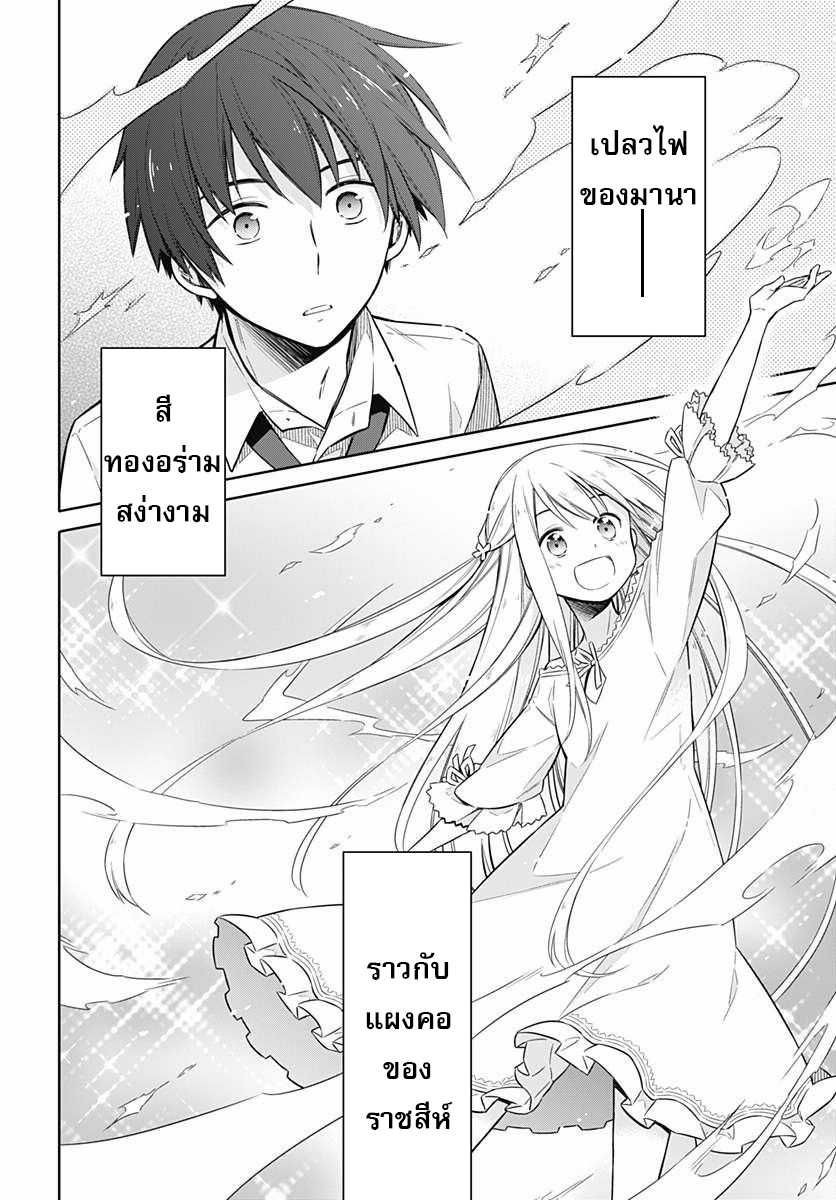 เปลวไฟ
ของมานา
สี
ทองอร่าม
สง่างาม
ราวกับ
แผงคอ
ของ
ราชสีห์